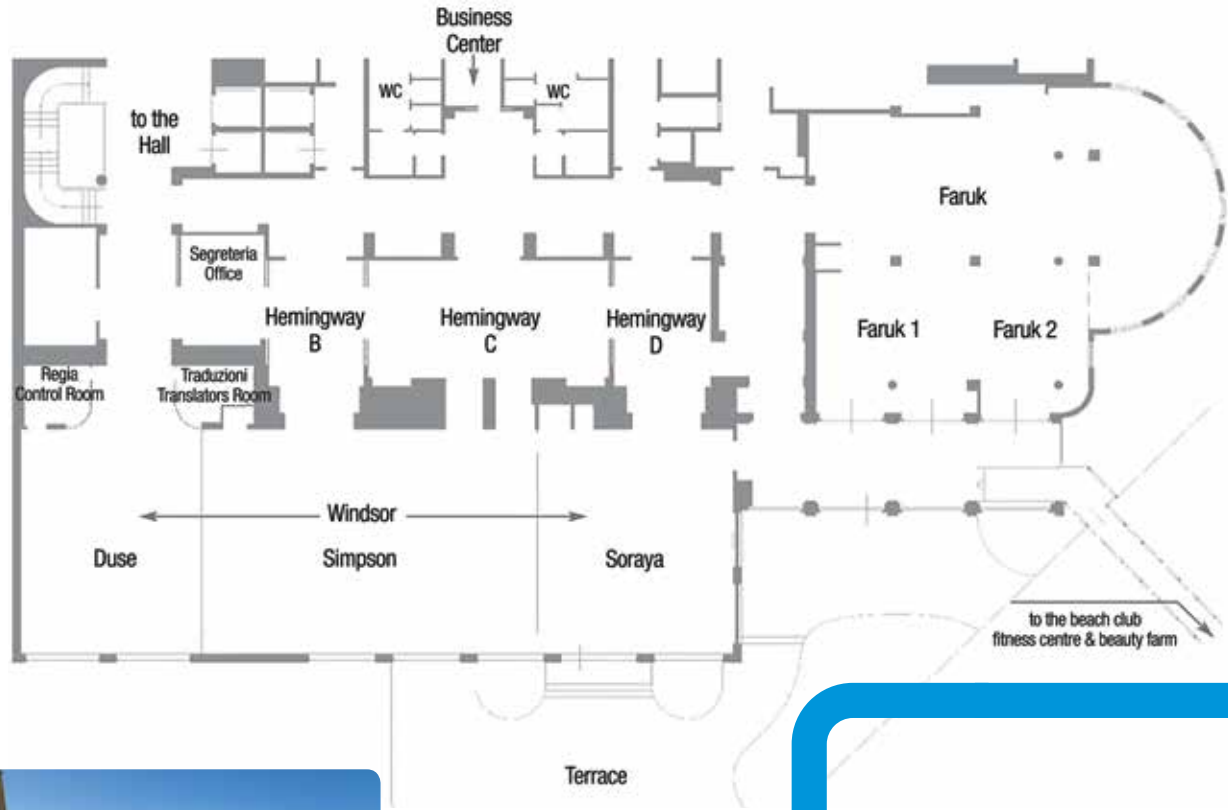 Business
Center
WC
WC
to the
Hall
Faruk
Segreteria
Office
Hemingway
B
Hemingway
C
Hemingway
D
Faruk 1
Faruk 2
Regia
Control Room
Traduzioni
Translators Room
Windsor
Duse
Simpson
Soraya
to the beach club
fitness centre & beauty farm
Terrace